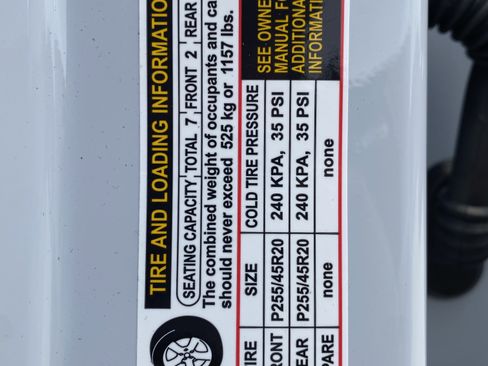 TIRE AND LOADING INFORMATIO
SEATING CAPACITY TOTAL 7 FRONT 2 REAR
The combined weight of occupants and ca
should never exceed 525 kg or 1157 lbs.
IRE SIZE COLD TIRE PRESSURE
RONT P255/45R20 240 KPA, 35 PSI
EAR P255/45R20 240 KPA, 35 PSI
PARE none none
SEE OWNE
MANUAL FO
ADDITIONA
INFORMATI